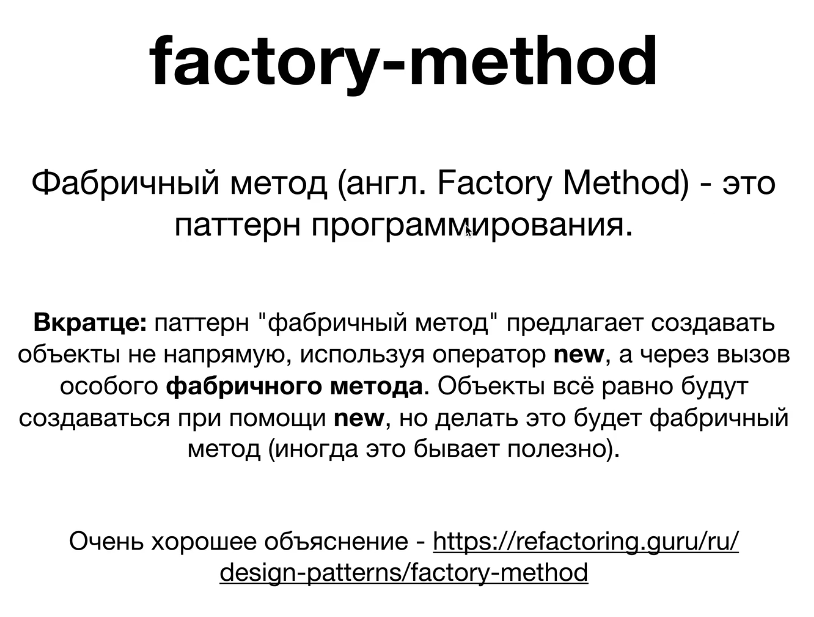 factory-method
Фабричный метод (англ. Factory Method) - это
паттерн программирования.
Вкратце: паттерн "фабричный метод" предлагает создавать
объекты не напрямую, используя оператор new, а через вызов
особого фабричного метода. Объекты всё равно будут
создаваться при помощи new, но делать это будет фабричный
метод (иногда это бывает полезно).
Очень хорошее объяснение - https://refactoring.guru/ru/
design-patterns/factory-method